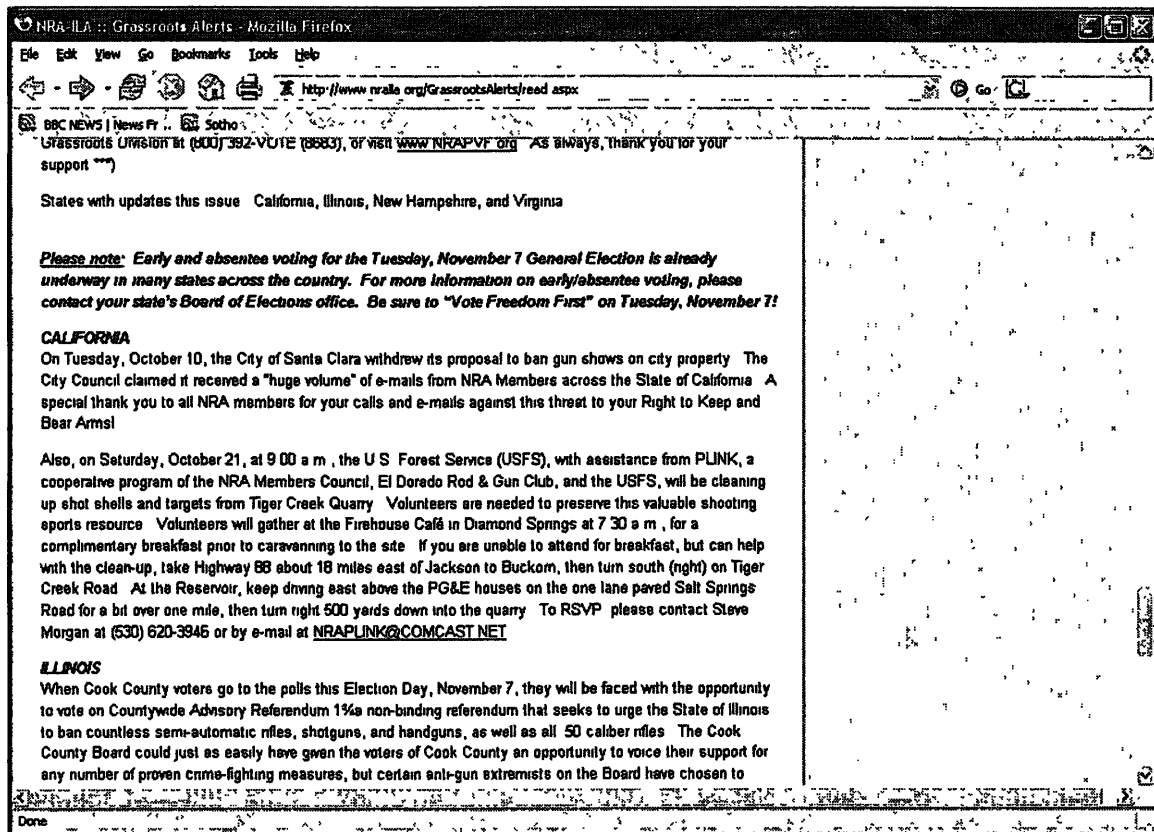 NRA-ILA :: Grassroots Alerts - Mozilla Firefox
File Edit View Go Bookmarks Tools Help
http://www nraila org/GrassrootsAlerts/read aspx Go
BBC NEWS | News Fr .. Sotho
Grassroots Division at (800) 392-VOTE (8683), or visit www NRAPVF org As always, thank you for your
support ***)
States with updates this issue California, Illinois, New Hampshire, and Virginia
Please note: Early and absentee voting for the Tuesday, November 7 General Election is already
underway in many states across the country. For more information on early/absentee voting, please
contact your state's Board of Elections office. Be sure to "Vote Freedom First" on Tuesday, November 7!
CALIFORNIA
On Tuesday, October 10, the City of Santa Clara withdrew its proposal to ban gun shows on city property The
City Council claimed it received a "huge volume" of e-mails from NRA Members across the State of California A
special thank you to all NRA members for your calls and e-mails against this threat to your Right to Keep and
Bear Arms!
Also, on Saturday, October 21, at 9 00 a m , the U S Forest Service (USFS), with assistance from PLINK, a
cooperative program of the NRA Members Council, El Dorado Rod & Gun Club, and the USFS, will be cleaning
up shot shells and targets from Tiger Creek Quarry Volunteers are needed to preserve this valuable shooting
sports resource Volunteers will gather at the Firehouse Café in Diamond Springs at 7 30 a m , for a
complimentary breakfast prior to caravanning to the site If you are unable to attend for breakfast, but can help
with the clean-up, take Highway 88 about 18 miles east of Jackson to Buckorn, then turn south (right) on Tiger
Creek Road At the Reservoir, keep driving east above the PG&E houses on the one lane paved Salt Springs
Road for a bit over one mile, then turn right 500 yards down into the quarry To RSVP please contact Steve
Morgan at (530) 620-3946 or by e-mail at NRAPLINK@COMCAST NET
ILLINOIS
When Cook County voters go to the polls this Election Day, November 7, they will be faced with the opportunity
to vote on Countywide Advisory Referendum 1¾a non-binding referendum that seeks to urge the State of Illinois
to ban countless semi-automatic rifles, shotguns, and handguns, as well as all 50 caliber rifles The Cook
County Board could just as easily have given the voters of Cook County an opportunity to voice their support for
any number of proven crime-fighting measures, but certain anti-gun extremists on the Board have chosen to
Done